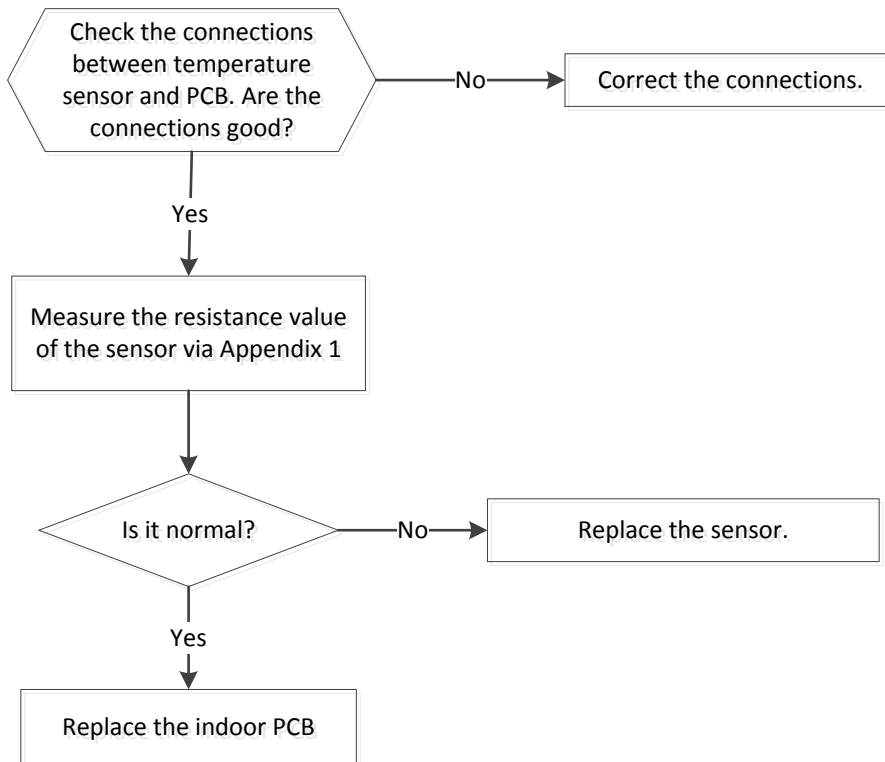 Check the connections
between temperature
sensor and PCB. Are the
connections good?
No
Correct the connections.
Yes
Measure the resistance value
of the sensor via Appendix 1
Is it normal?
No
Replace the sensor.
Yes
Replace the indoor PCB